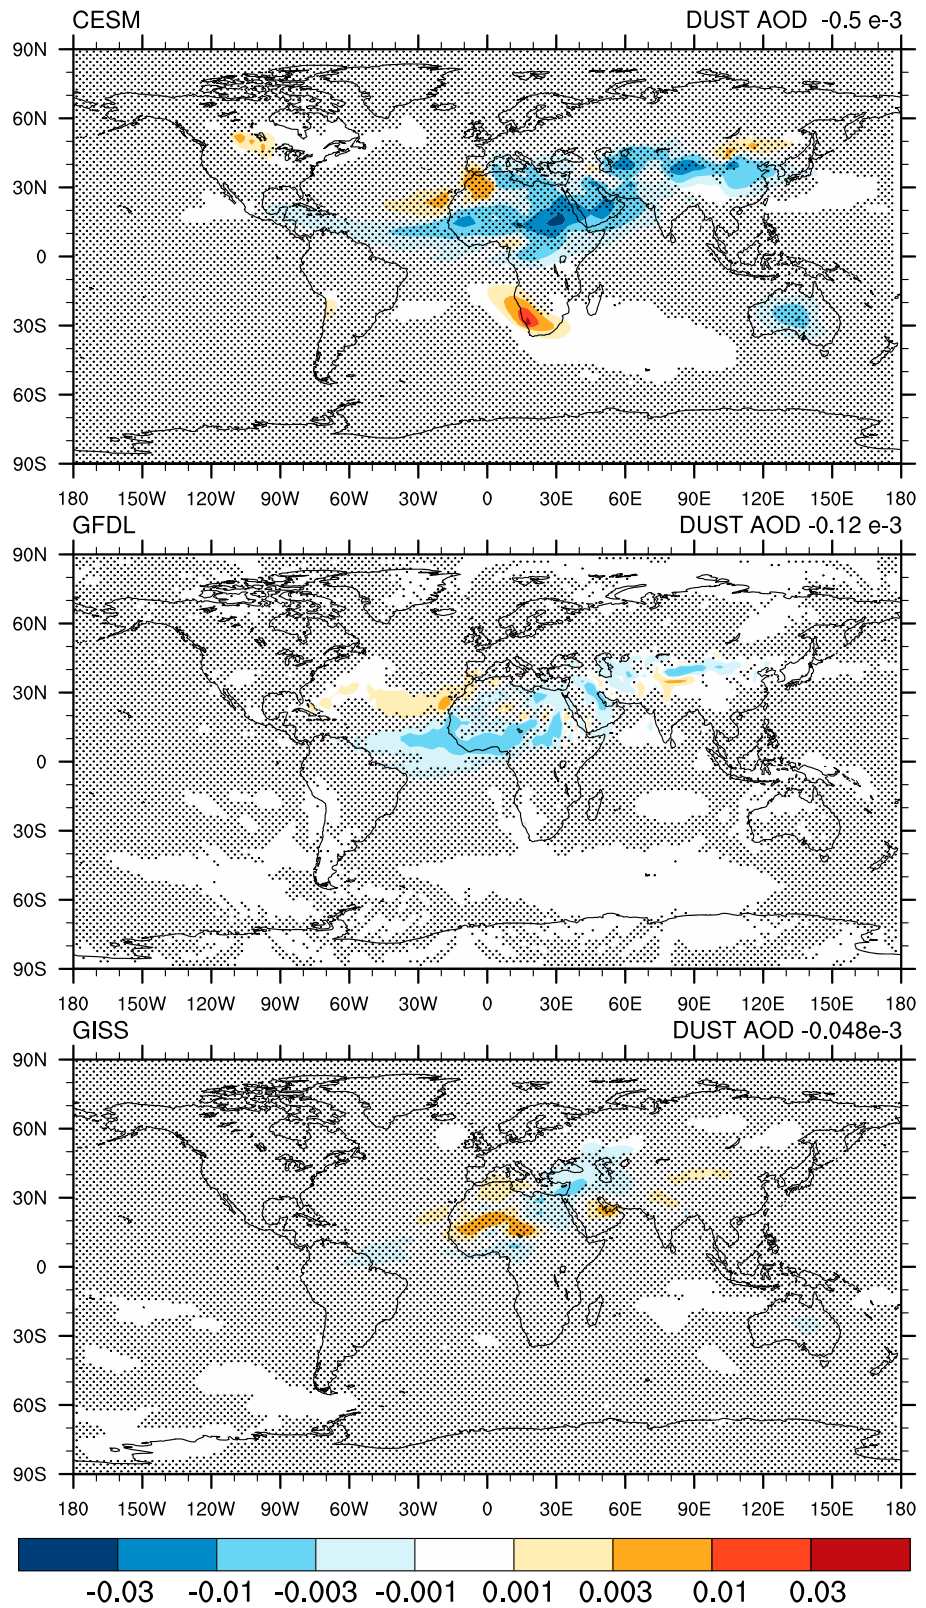 CESM DUST AOD -0.5 e-3
90N
60N
30N
0
30S
60S
90S
180 150W 120W 90W 60W 30W 0 30E 60E 90E 120E 150E 180
GFDL DUST AOD -0.12 e-3
90N
60N
30N
0
30S
60S
90S
180 150W 120W 90W 60W 30W 0 30E 60E 90E 120E 150E 180
GISS DUST AOD -0.048e-3
90N
60N
30N
0
30S
60S
90S
180 150W 120W 90W 60W 30W 0 30E 60E 90E 120E 150E 180
-0.03 -0.01 -0.003 -0.001 0.001 0.003 0.01 0.03